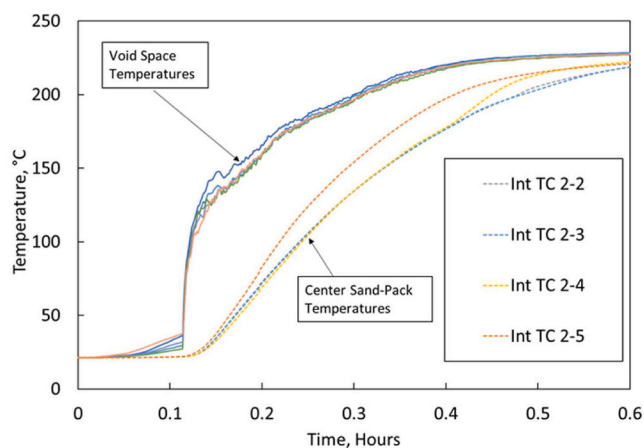 250
200
150
100
50
0
Temperature, °C
Void Space
Temperatures
Center Sand-Pack
Temperatures
Int TC 2-2
Int TC 2-3
Int TC 2-4
Int TC 2-5
0 0.1 0.2 0.3 0.4 0.5 0.6
Time, Hours